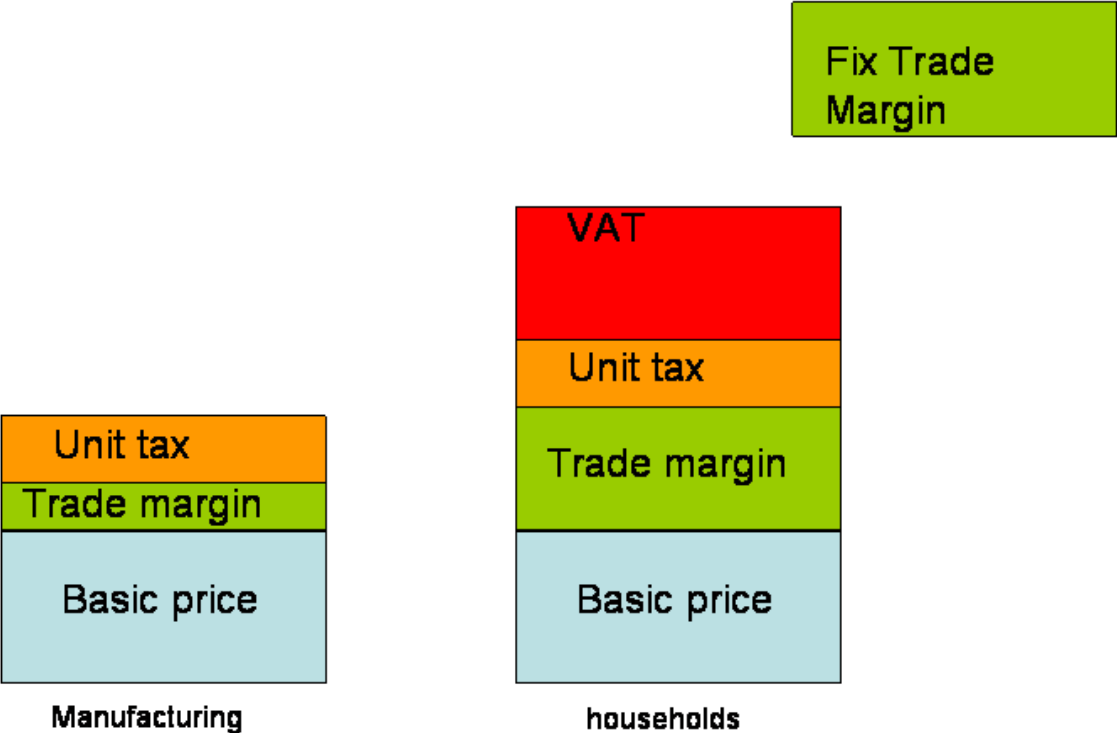 Fix Trade
Margin
VAT
Unit tax
Trade margin
Basic price
households
Unit tax
Trade margin
Basic price
Manufacturing